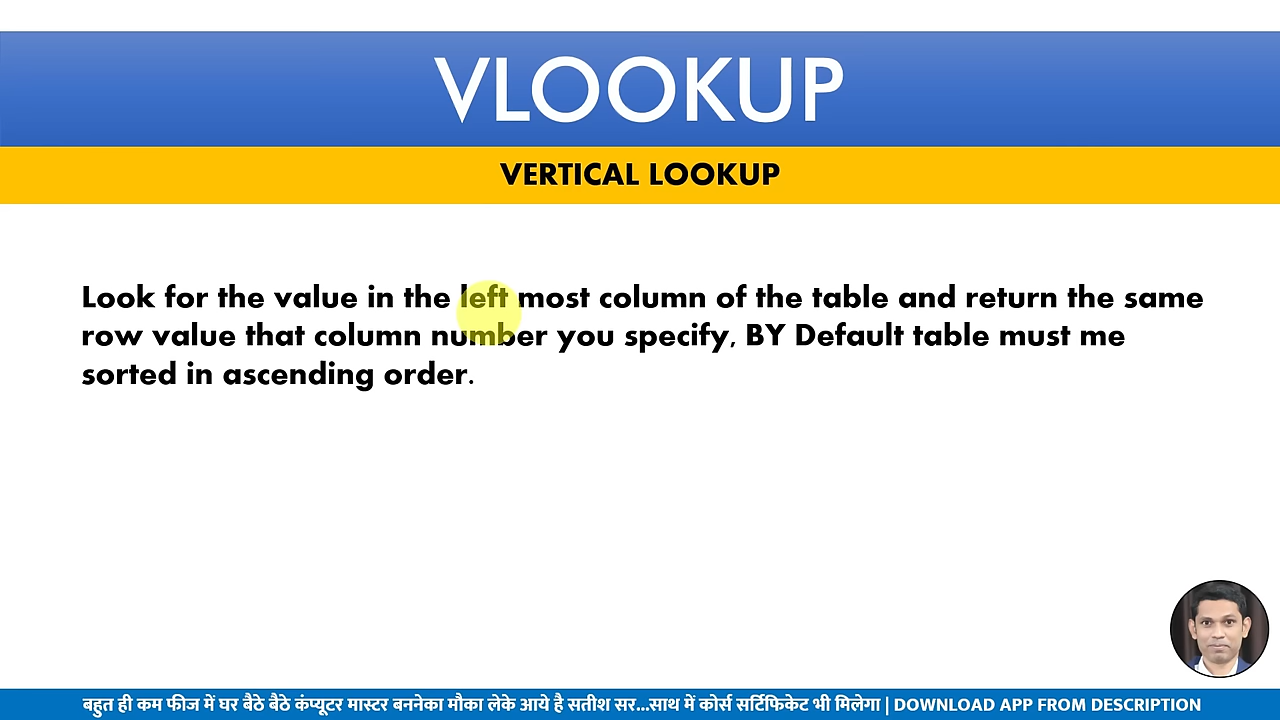 VLOOKUP
VERTICAL LOOKUP
Look for the value in the left most column of the table and return the same
row value that column number you specify, BY Default table must me
sorted in ascending order.
बहुत ही कम फीज में घर बैठे बैठे कंप्यूटर मास्टर बननेका मौका लेके आये है सतीश सर...साथ में कोर्स सर्टिफिकेट भी मिलेगा | DOWNLOAD APP FROM DESCRIPTION